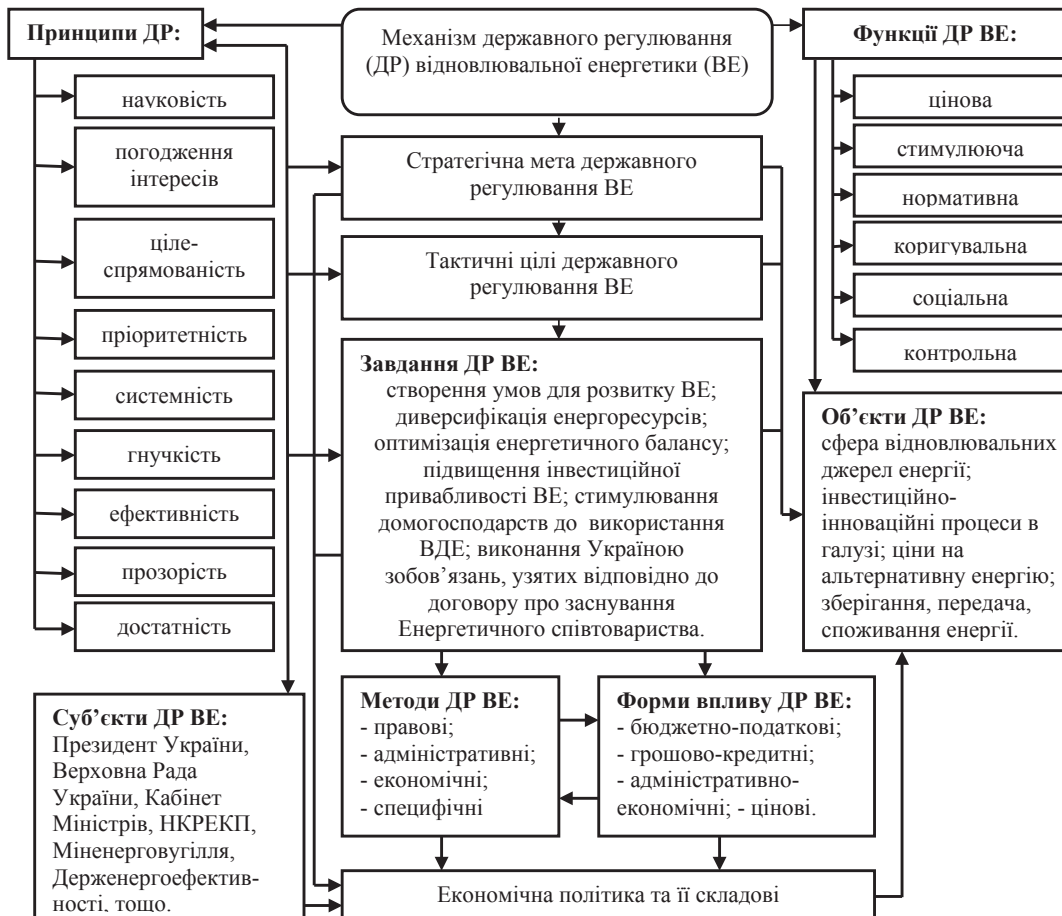 Принципи ДР:
науковість
погодження
інтересів
ціле-
спрямованість
пріоритетність
системність
гнучкість
ефективність
прозорість
достатність
Суб’єкти ДР ВЕ:
Президент України,
Верховна Рада
України, Кабінет
Міністрів, НКРЕКП,
Міненерговугілля,
Держенергоефектив-
ності, тощо.
Механізм державного регулювання
(ДР) відновлювальної енергетики (ВЕ)
Стратегічна мета державного
регулювання ВЕ
Тактичні цілі державного
регулювання ВЕ
Завдання ДР ВЕ:
створення умов для розвитку ВЕ;
диверсифікація енергоресурсів;
оптимізація енергетичного балансу;
підвищення інвестиційної
привабливості ВЕ; стимулювання
домогосподарств до використання
ВДЕ; виконання Україною
зобов’язань, узятих відповідно до
договору про заснування
Енергетичного співтовариства.
Методи ДР ВЕ:
- правові;
- адміністративні;
- економічні;
- специфічні
Форми впливу ДР ВЕ:
- бюджетно-податкові;
- грошово-кредитні;
- адміністративно-
економічні; - цінові.
Економічна політика та її складові
Функції ДР ВЕ:
цінова
стимулююча
нормативна
коригувальна
соціальна
контрольна
Об’єкти ДР ВЕ:
сфера відновлювальних
джерел енергії;
інвестиційно-
інноваційні процеси в
галузі; ціни на
альтернативну енергію;
зберігання, передача,
споживання енергії.